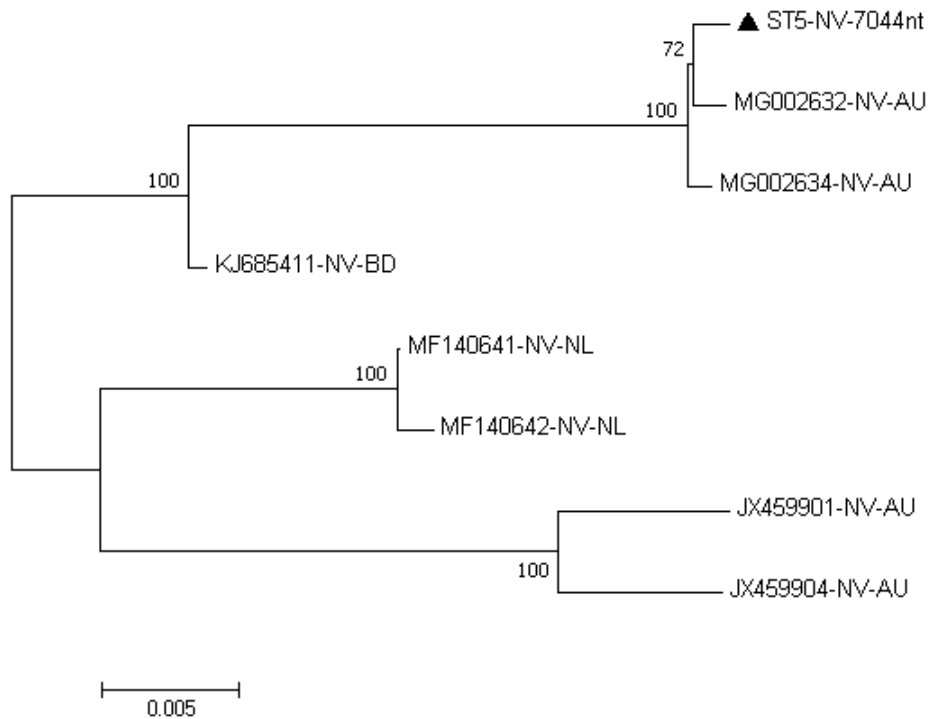 ST5-NV-7044nt
72
MG002632-NV-AU
100
MG002634-NV-AU
100
KJ685411-NV-BD
MF140641-NV-NL
100
MF140642-NV-NL
JX459901-NV-AU
100
JX459904-NV-AU
0.005